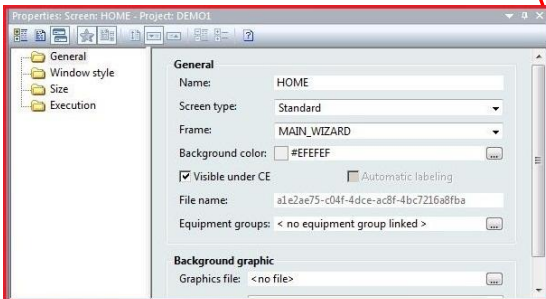 Properties: Screen: HOME - Project: DEMO1
General
Window style
Size
Execution
General
Name: HOME
Screen type: Standard
Frame: MAIN_WIZARD
Background color: #EFEFEF ...
Visible under CE Automatic labeling
File name: a1e2ae75-c04f-4dce-ac8f-4bc7216a8fba
Equipment groups: < no equipment group linked > ...
Background graphic
Graphics file: <no file> ...